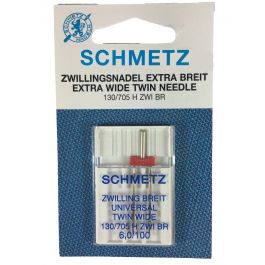 SCHMETZ
ZWILLINGSNADEL EXTRA BREIT
EXTRA WIDE TWIN NEEDLE
130/705 H ZWI BR
SCHMETZ
ZWILLING BREIT
UNIVERSAL
TWIN WIDE
130/705 H ZWI BR
6,0/100